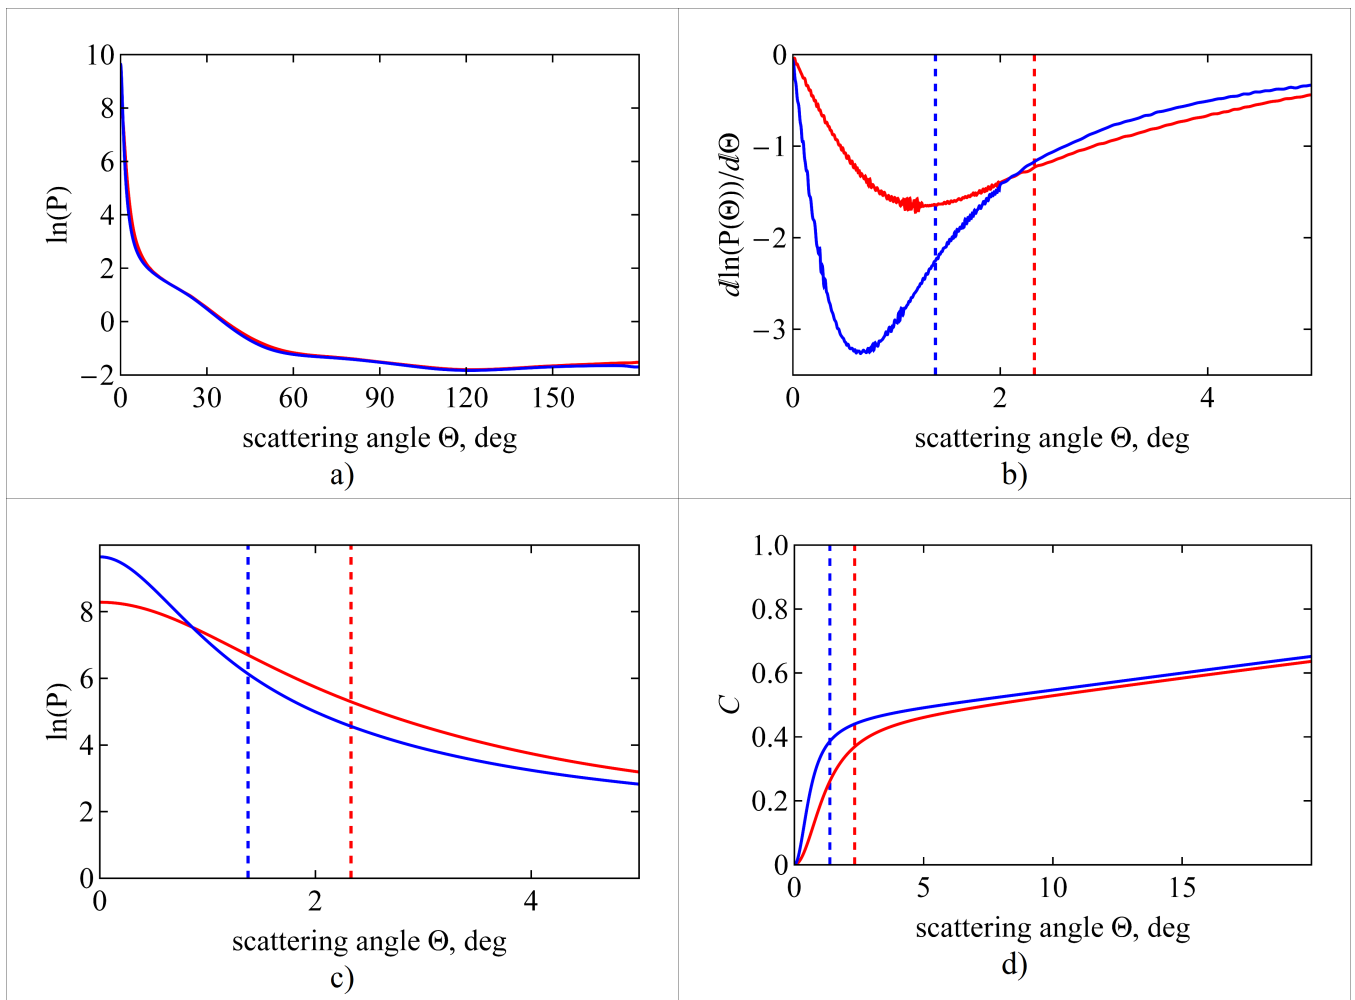 10
8
6
4
2
0
−2
ln(P)
0 30 60 90 120 150
scattering angle Θ, deg
a)
0
−1
−2
−3
dln(P(Θ))/dΘ
0 2 4
scattering angle Θ, deg
b)
8
6
4
2
0
ln(P)
0 2 4
scattering angle Θ, deg
c)
1.0
0.8
0.6
0.4
0.2
0
C
0 5 10 15
scattering angle Θ, deg
d)